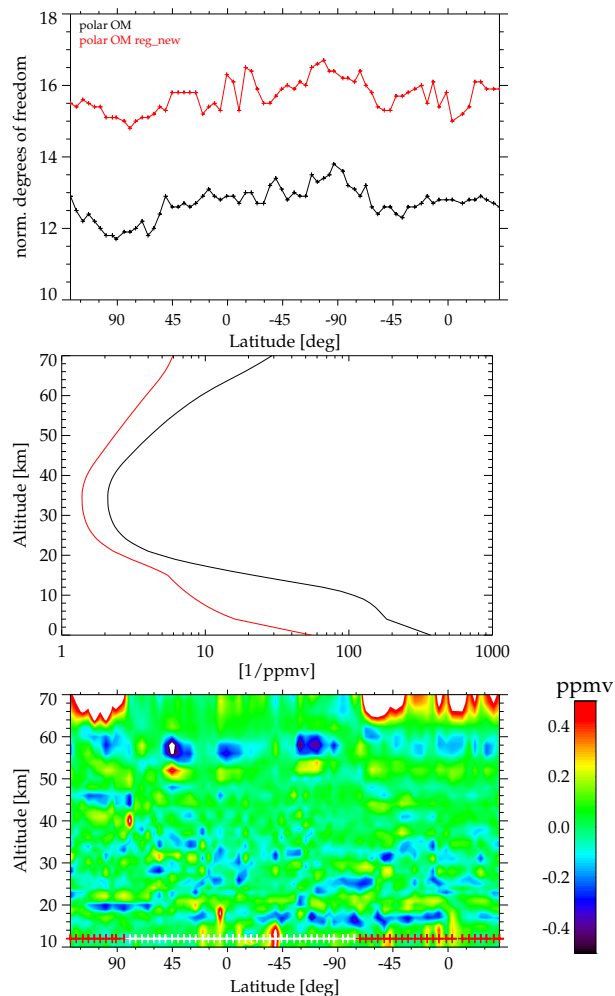 18
16
14
12
10
norm. degrees of freedom
polar OM
polar OM reg_new
90 45 0 -45 -90 -45 0
Latitude [deg]
70
60
50
40
30
20
10
0
Altitude [km]
1 10 100 1000
[1/ppmv]
ppmv
70
60
50
40
30
20
10
Altitude [km]
0.4
0.2
0.0
-0.2
-0.4
90 45 0 -45 -90 -45 0
Latitude [deg]